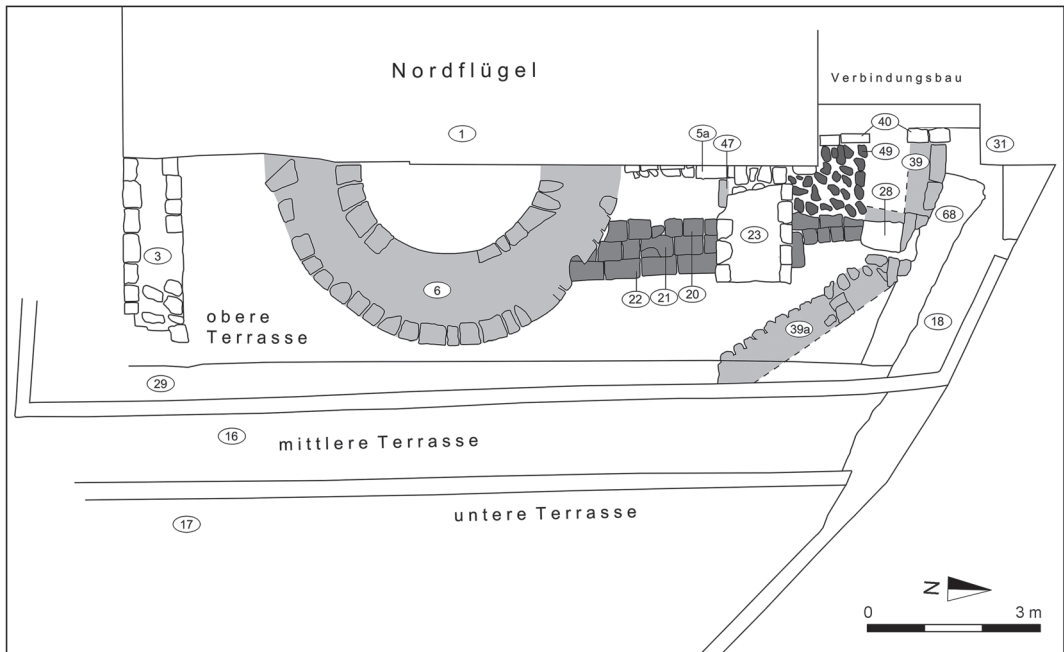 Nordflügel
Verbindungsbau
1
5a
47
40
49
31
39
28
68
3
23
6
22
21
20
18
obere
Terrasse
39a
29
16
mittlere Terrasse
17
untere Terrasse
N
0
3 m